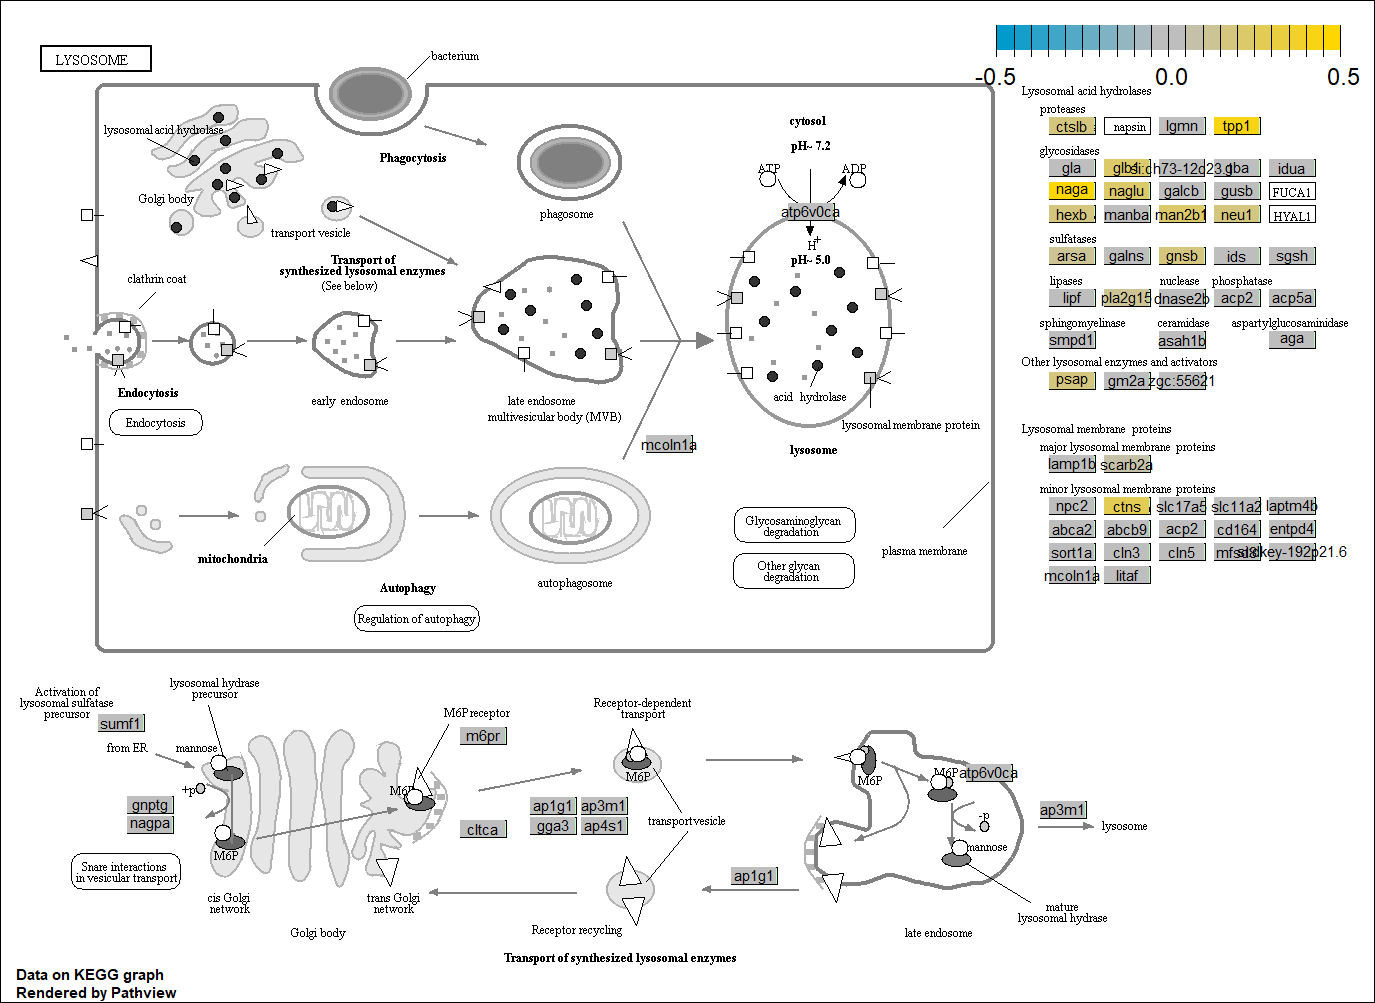 LYSOSOME
bacterium
-0.5 0.0 0.5
lysosomal acid hydrolase
Golgi body
Phagocytosis
phagosome
transport vesicle
Transport of
synthesized lysosomal enzymes
(See below)
clathrin coat
cytosol
pH~ 7.2
ATP ADP
atp6v0ca
H+
pH~ 5.0
acid hydrolase
lysosomal membrane protein
lysosome
Endocytosis
Endocytosis
early endosome
late endosome
multivesicular body (MVB)
mcoln1a
mitochondria
Autophagy
Regulation of autophagy
autophagosome
Glycosaminoglycan
degradation
Other glycan
degradation
plasma membrane
Lysosomal acid hydrolases
proteases
ctslb napsin lgmn tpp1
glycosidases
gla glb1 si:ch73-12d23.1 gba idua
naga naglu galcb gusb FUCA1
hexb manba man2b1 neu1 HYAL1
sulfatases
arsa galns gnsb ids sgsh
lipases nuclease phosphatase
lipf pla2g15 dnase2b acp2 acp5a
sphingomyelinase ceramidase aspartylglucosaminidase
smpd1 asah1b aga
Other lysosomal enzymes and activators
psap gm2a zgc:55621
Lysosomal membrane proteins
major lysosomal membrane proteins
lamp1b scarb2a
minor lysosomal membrane proteins
npc2 ctns slc17a5 slc11a2 laptm4b
abca2 abcb9 acp2 cd164 entpd4
sort1a cln3 cln5
mcoln1a litaf
Activation of
lysosomal sulfatase
precursor
sumf1
lysosomal hydrase
precursor
from ER
mannose
+p
gnptg
nagpa
M6P
Snare interactions
in vesicular transport
cis Golgi
network
Golgi body
trans Golgi
network
M6P receptor
m6pr
M6P
cltca
Receptor-dependent
transport
M6P
ap1g1 ap3m1
gga3 ap4s1
transport vesicle
Receptor recycling
ap1g1
M6P
M6P
atp6v0ca
-p
mannose
ap3m1
lysosome
mature
lysosomal hydrase
late endosome
Transport of synthesized lysosomal enzymes
Data on KEGG graph
Rendered by Pathview